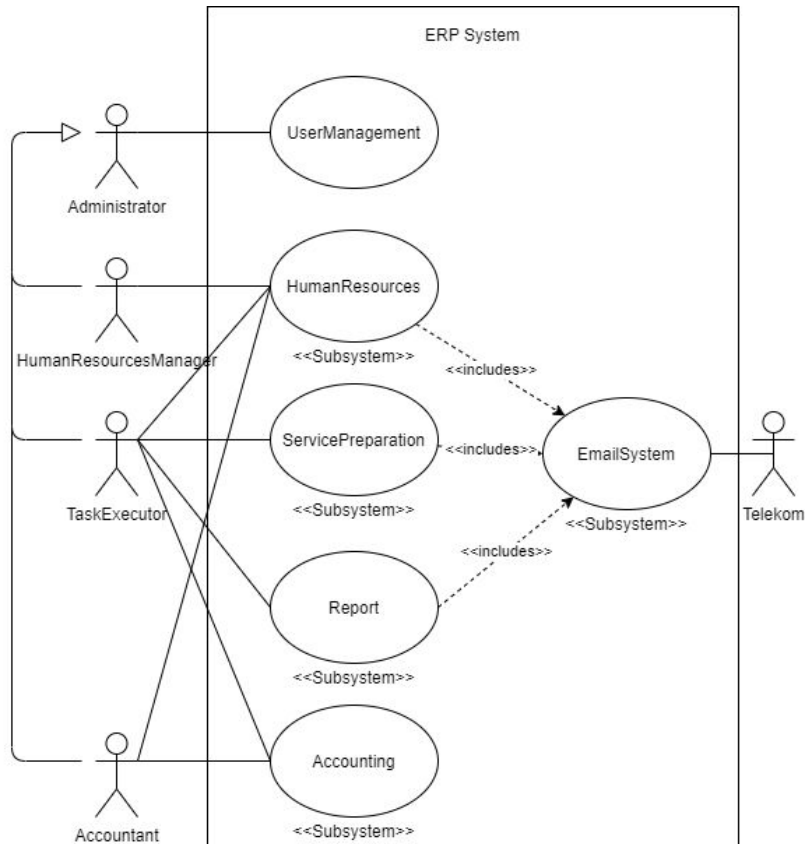 ERP System
UserManagement
Administrator
HumanResources
HumanResourcesManager
<<Subsystem>>
<<includes>>
ServicePreparation
<<includes>>
EmailSystem
TaskExecutor
<<Subsystem>>
<<Subsystem>>
Telekom
<<includes>>
Report
<<Subsystem>>
Accounting
Accountant
<<Subsystem>>